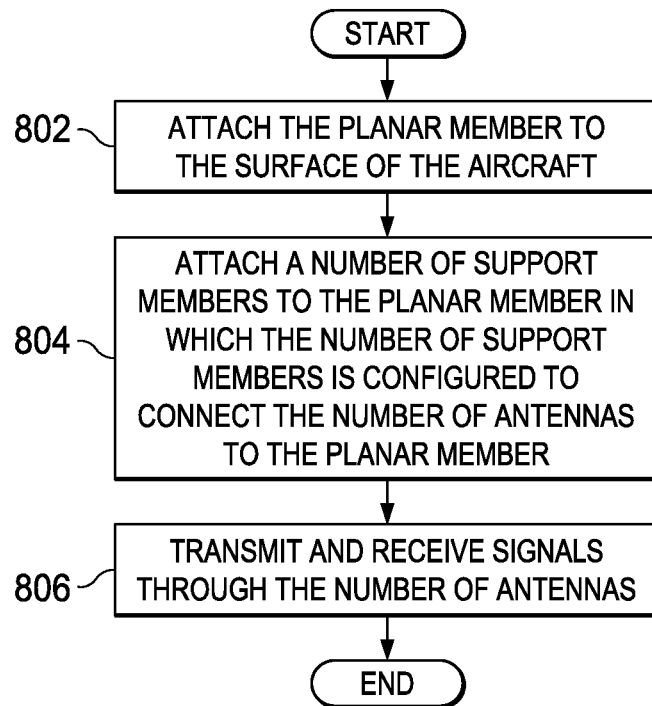 START
802
ATTACH THE PLANAR MEMBER TO
THE SURFACE OF THE AIRCRAFT
804
ATTACH A NUMBER OF SUPPORT
MEMBERS TO THE PLANAR MEMBER IN
WHICH THE NUMBER OF SUPPORT
MEMBERS IS CONFIGURED TO
CONNECT THE NUMBER OF ANTENNAS
TO THE PLANAR MEMBER
806
TRANSMIT AND RECEIVE SIGNALS
THROUGH THE NUMBER OF ANTENNAS
END